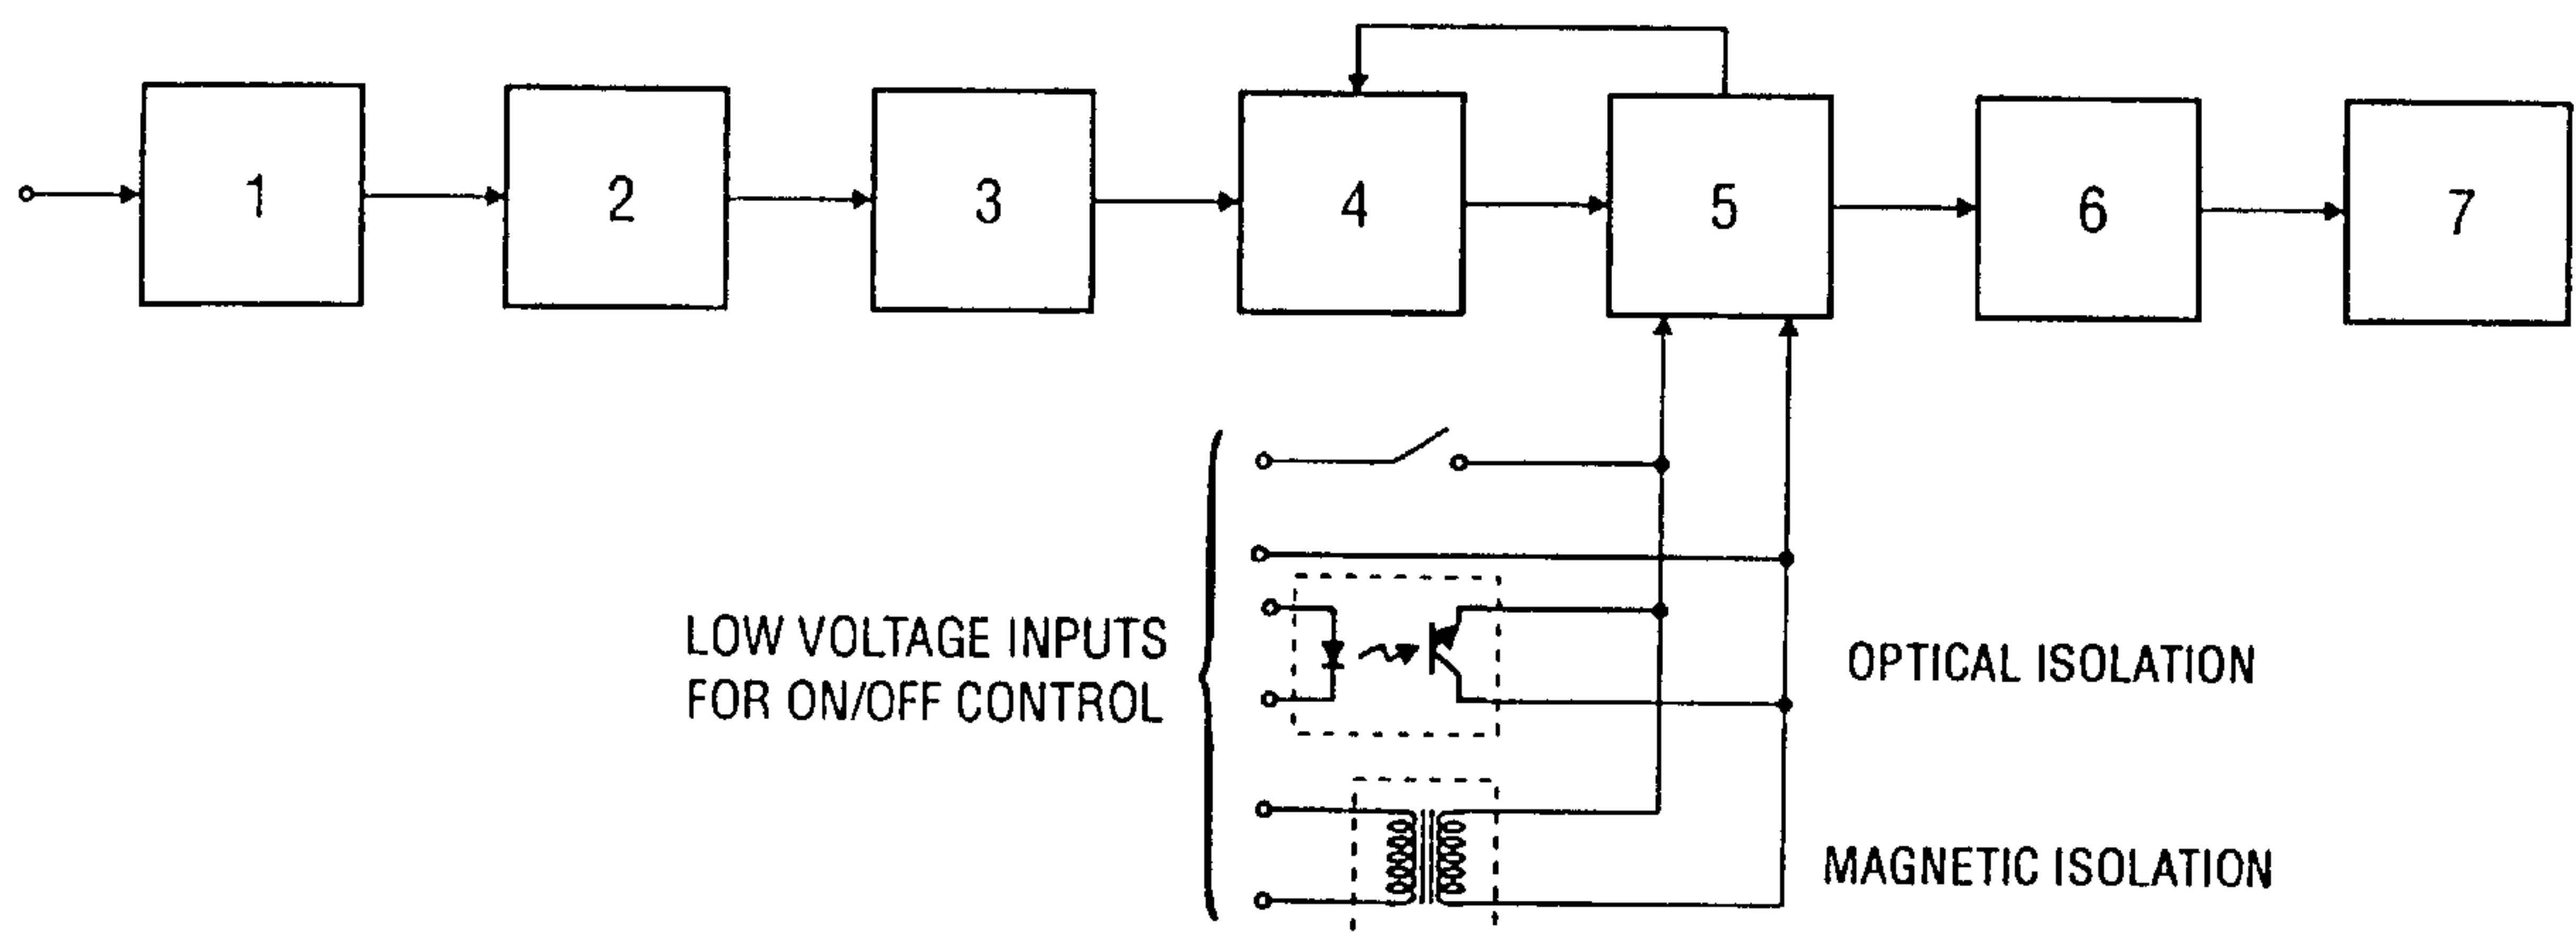 1
2
3
4
5
6
7
LOW VOLTAGE INPUTS
FOR ON/OFF CONTROL
OPTICAL ISOLATION
MAGNETIC ISOLATION